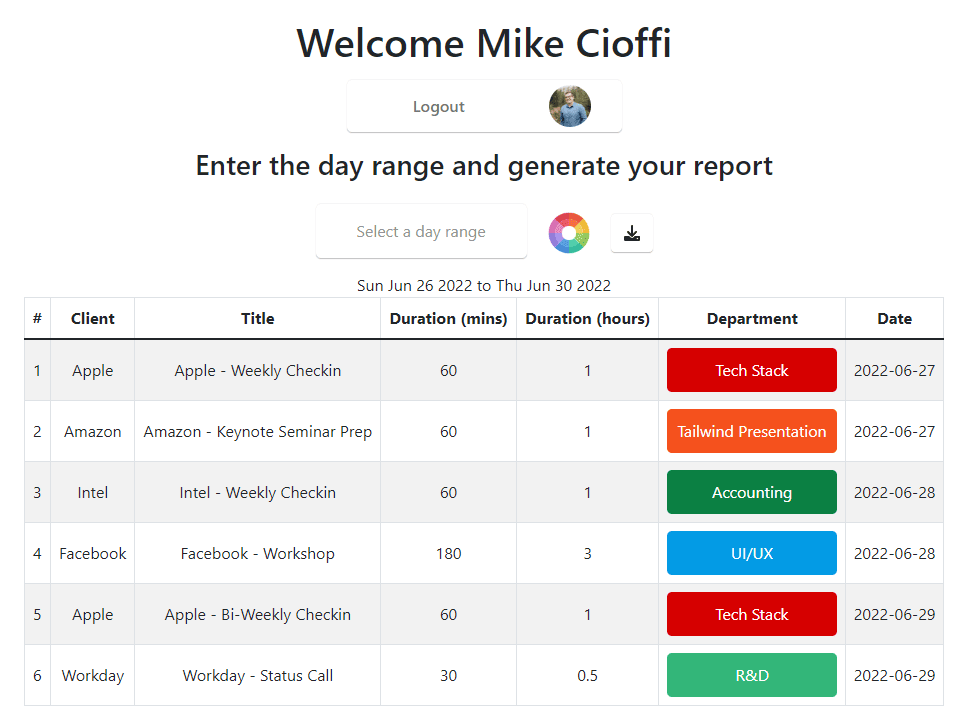 Welcome Mike Cioffi
Logout
Enter the day range and generate your report
Select a day range
Sun Jun 26 2022 to Thu Jun 30 2022
# Client Title Duration (mins) Duration (hours) Department Date
1 Apple Apple - Weekly Checkin 60 1 Tech Stack 2022-06-27
2 Amazon Amazon - Keynote Seminar Prep 60 1 Tailwind Presentation 2022-06-27
3 Intel Intel - Weekly Checkin 60 1 Accounting 2022-06-28
4 Facebook Facebook - Workshop 180 3 UI/UX 2022-06-28
5 Apple Apple - Bi-Weekly Checkin 60 1 Tech Stack 2022-06-29
6 Workday Workday - Status Call 30 0.5 R&D 2022-06-29